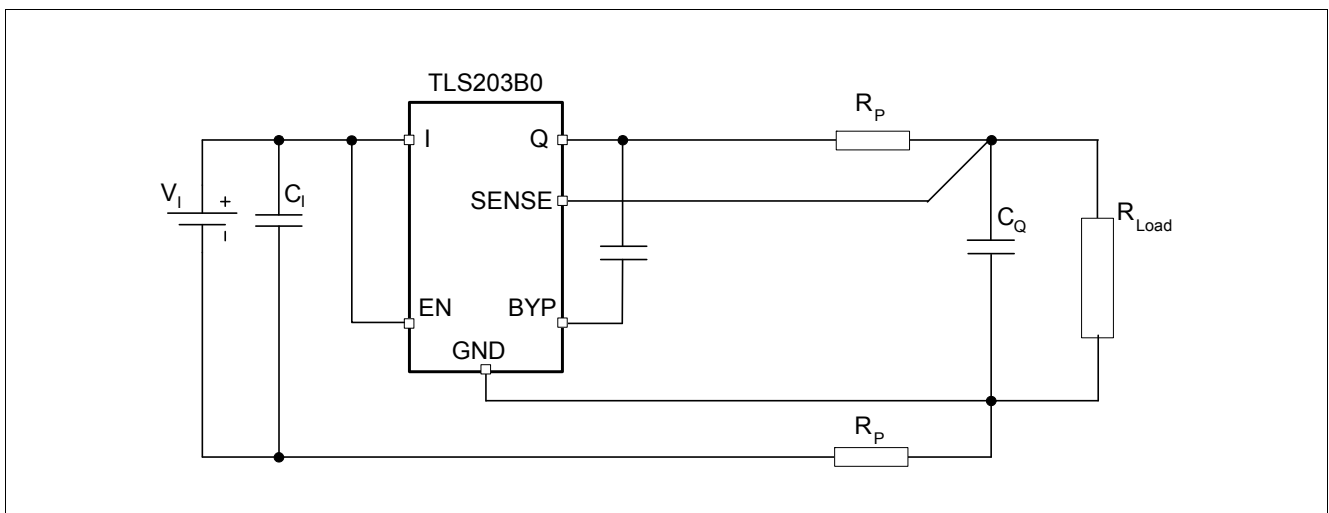 TLS203B0
I
Q
R_P
V_I
+
C_I
SENSE
C_Q
R_Load
EN
BYP
GND
R_P